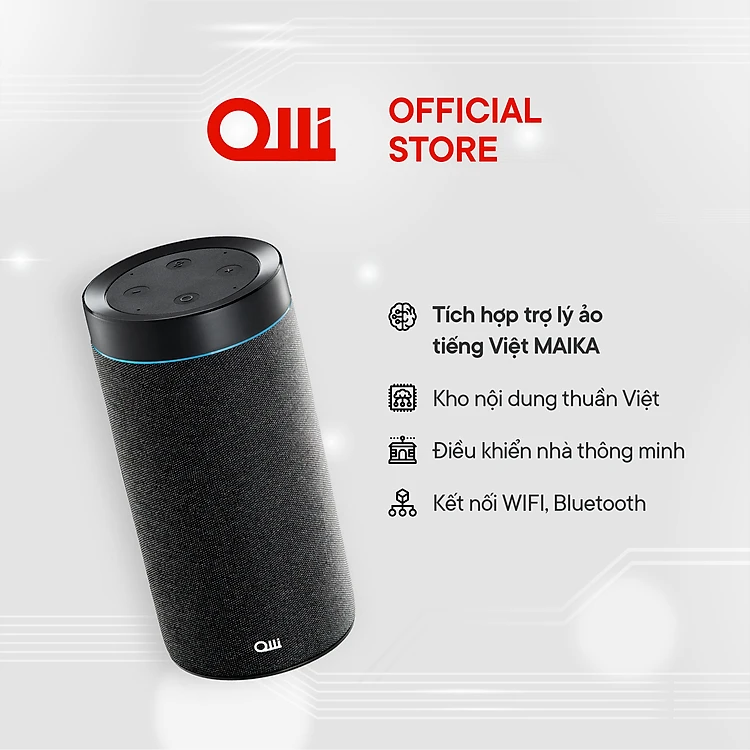 Olli
OFFICIAL
STORE
Tích hợp trợ lý ảo
tiếng Việt MAIKA
Kho nội dung thuần Việt
Điều khiển nhà thông minh
Kết nối WIFI, Bluetooth
Olli